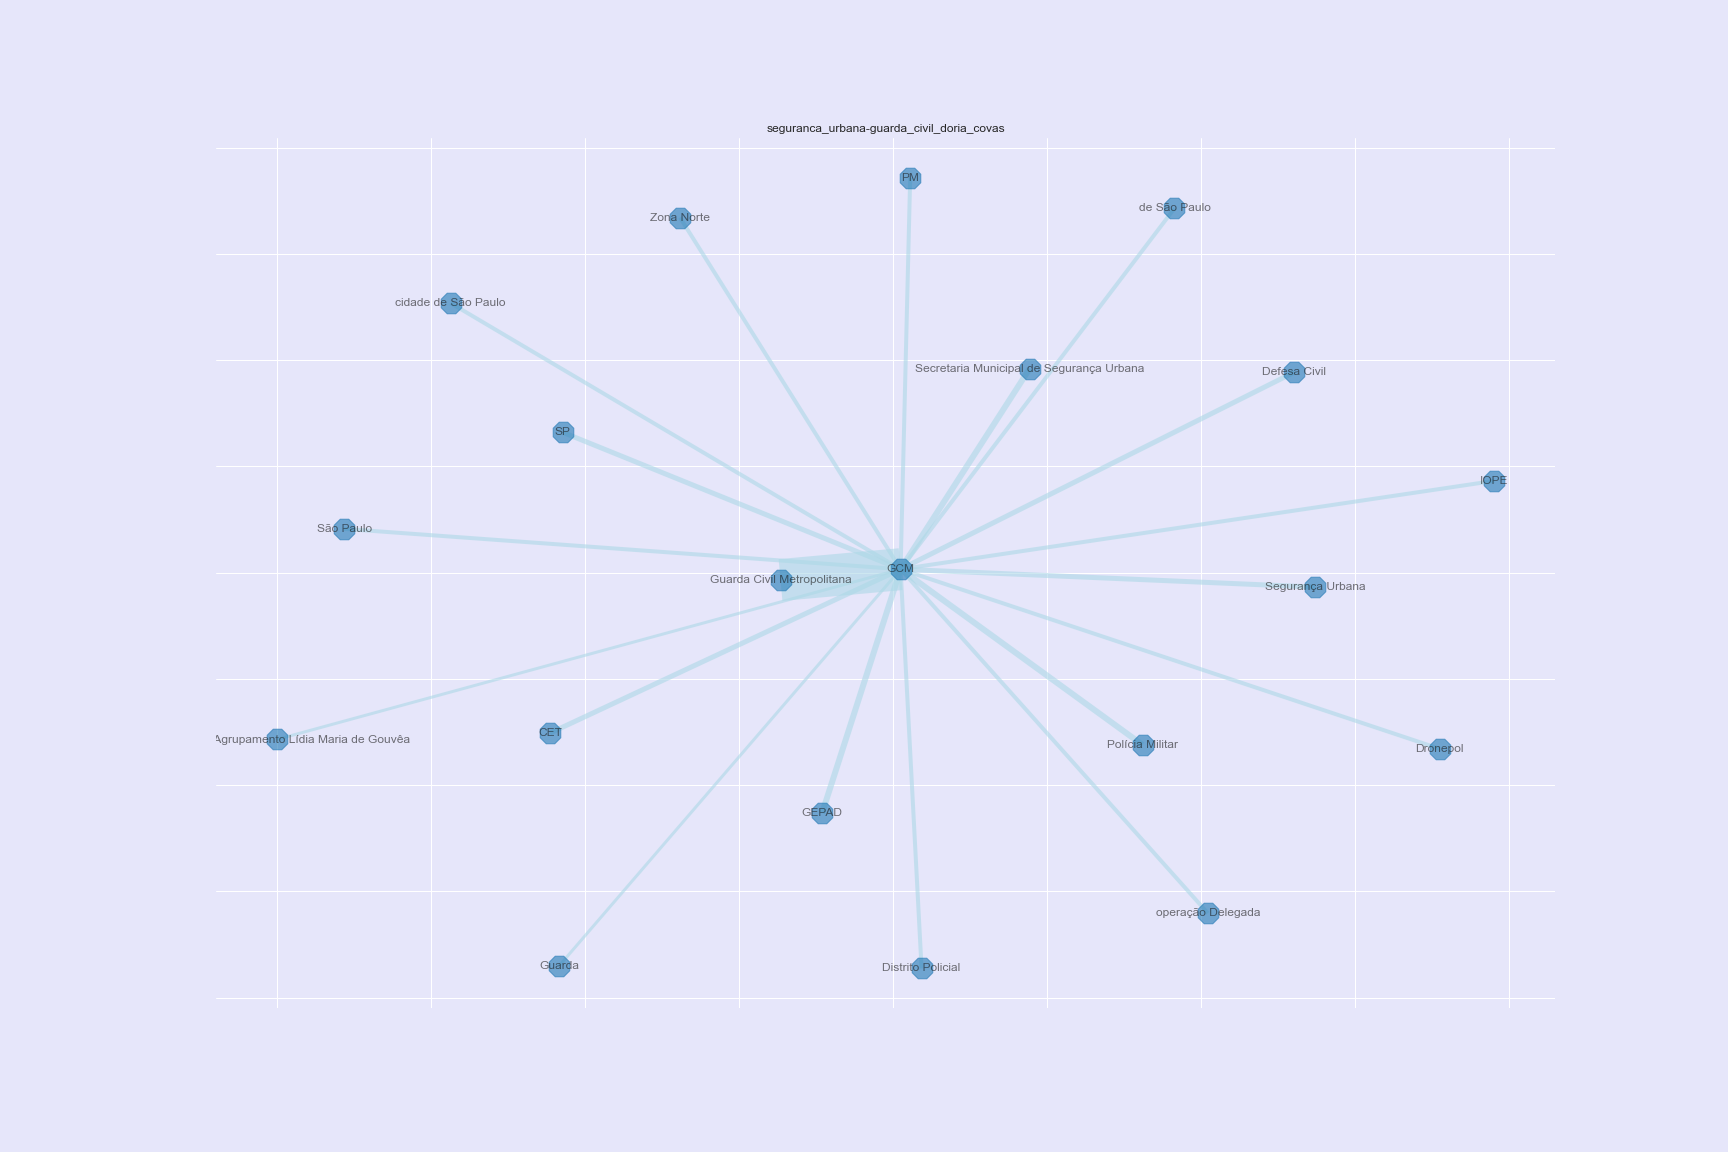 seguranca_urbana-guarda_civil_doria_covas
PM
de São Paulo
Zona Norte
cidade de São Paulo
Secretaria Municipal de Segurança Urbana
Defesa Civil
SP
IOPE
São Paulo
GCM
Guarda Civil Metropolitana
Segurança Urbana
CET
Agrupamento Lídia Maria de Gouvêa
Polícia Militar
Dronepol
GEPAD
operação Delegada
Guarda
Distrito Policial